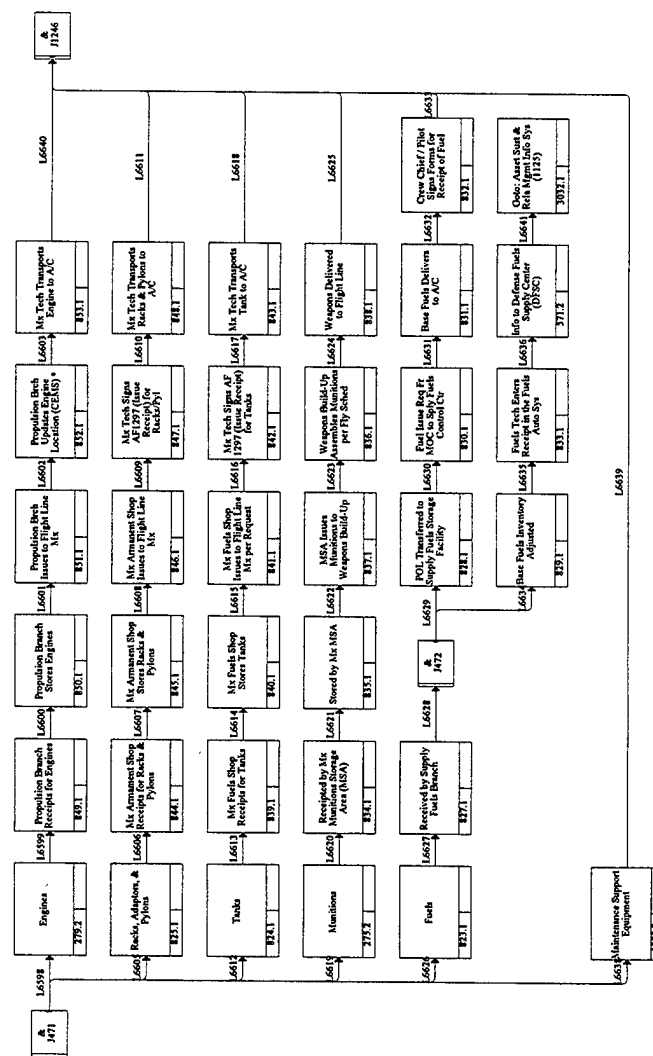 &
J471
L6598
Engines
279.2
L6599
Propulsion Branch
Receipts for Engines
849.1
L6600
Propulsion Branch
Stores Engines
850.1
L6601
Propulsion Brch
Issues to Flight Line
Mx
851.1
L6602
Propulsion Brch
Updates Engine
Location (CEMS) *
852.1
L6603
Mx Tech Transports
Engine to A/C
853.1
L6640
&
J1246
L6605
Racks, Adaptors, &
Pylons
825.1
L6606
Mx Armament Shop
Receipts for Racks &
Pylons
844.1
L6607
Mx Armament Shop
Stores Racks &
Pylons
845.1
L6608
Mx Armament Shop
Issues to Flight Line
Mx
846.1
L6609
Mx Tech Signs
AF1297 (Issue
Receipt) for
Racks/Pyl
847.1
L6610
Mx Tech Transports
Racks & Pylons to
A/C
848.1
L6611
L6612
Tanks
824.1
L6613
Mx Fuels Shop
Receipts for Tanks
839.1
L6614
Mx Fuels Shop
Stores Tanks
840.1
L6615
Mx Fuels Shop
Issues to Flight Line
Mx per Request
841.1
L6616
Mx Tech Signs AF
1297 (Issue Receipt)
for Tanks
842.1
L6617
Mx Tech Transports
Tank to A/C
843.1
L6618
L6619
Munitions
275.2
L6620
Receipted by Mx
Munitions Storage
Area (MSA)
834.1
L6621
Stored by Mx MSA
835.1
L6622
MSA Issues
Munitions to
Weapons Build-Up
837.1
L6623
Weapons Build-Up
Assembles Munitions
per Fly Sched
836.1
L6624
Weapons Delivered
to Flight Line
838.1
L6625
L6626
Fuels
823.1
L6627
Received by Supply
Fuels Branch
827.1
L6628
&
J472
L6629
POL Transferred to
Supply Fuels Storage
Facility
828.1
L6630
Fuel Issue Req Fr
MOC to Sply Fuels
Control Ctr
830.1
L6631
Base Fuels Delivers
to A/C
831.1
L6632
Crew Chief / Pilot
Signs Forms for
Receipt of Fuel
832.1
L6633
L6634
Base Fuels Inventory
Adjusted
829.1
L6635
Fuels Tech Enters
Receipt in the Fuels
Auto Sys
833.1
L6636
Info to Defense Fuels
Supply Center
(DFSC)
571.2
L6641
Goto: Asset Sust &
Rela Mgmt Info Sys
(1125)
3032.1
L6638
Maintenance Support
Equipment
L6639